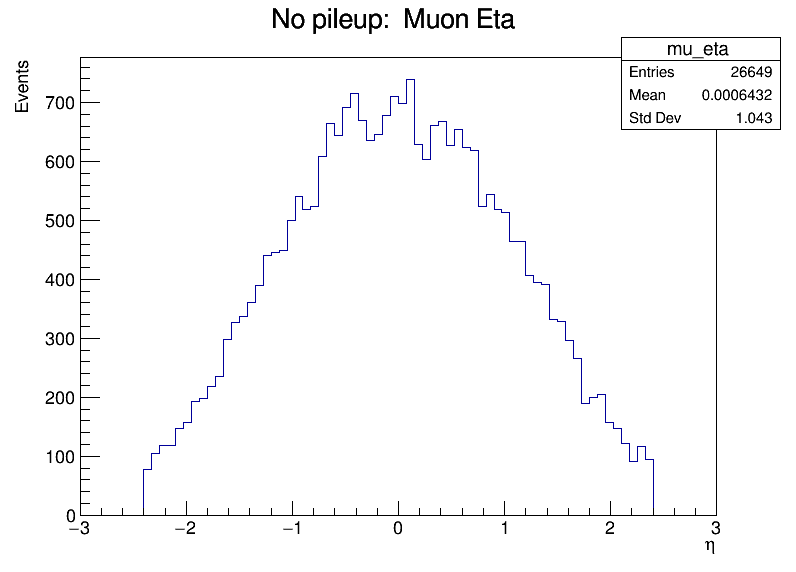 No pileup:  Muon Eta
mu_eta
Entries 26649
Mean 0.0006432
Std Dev 1.043
Events
700
600
500
400
300
200
100
0
−3 −2 −1 0 1 2 3
η